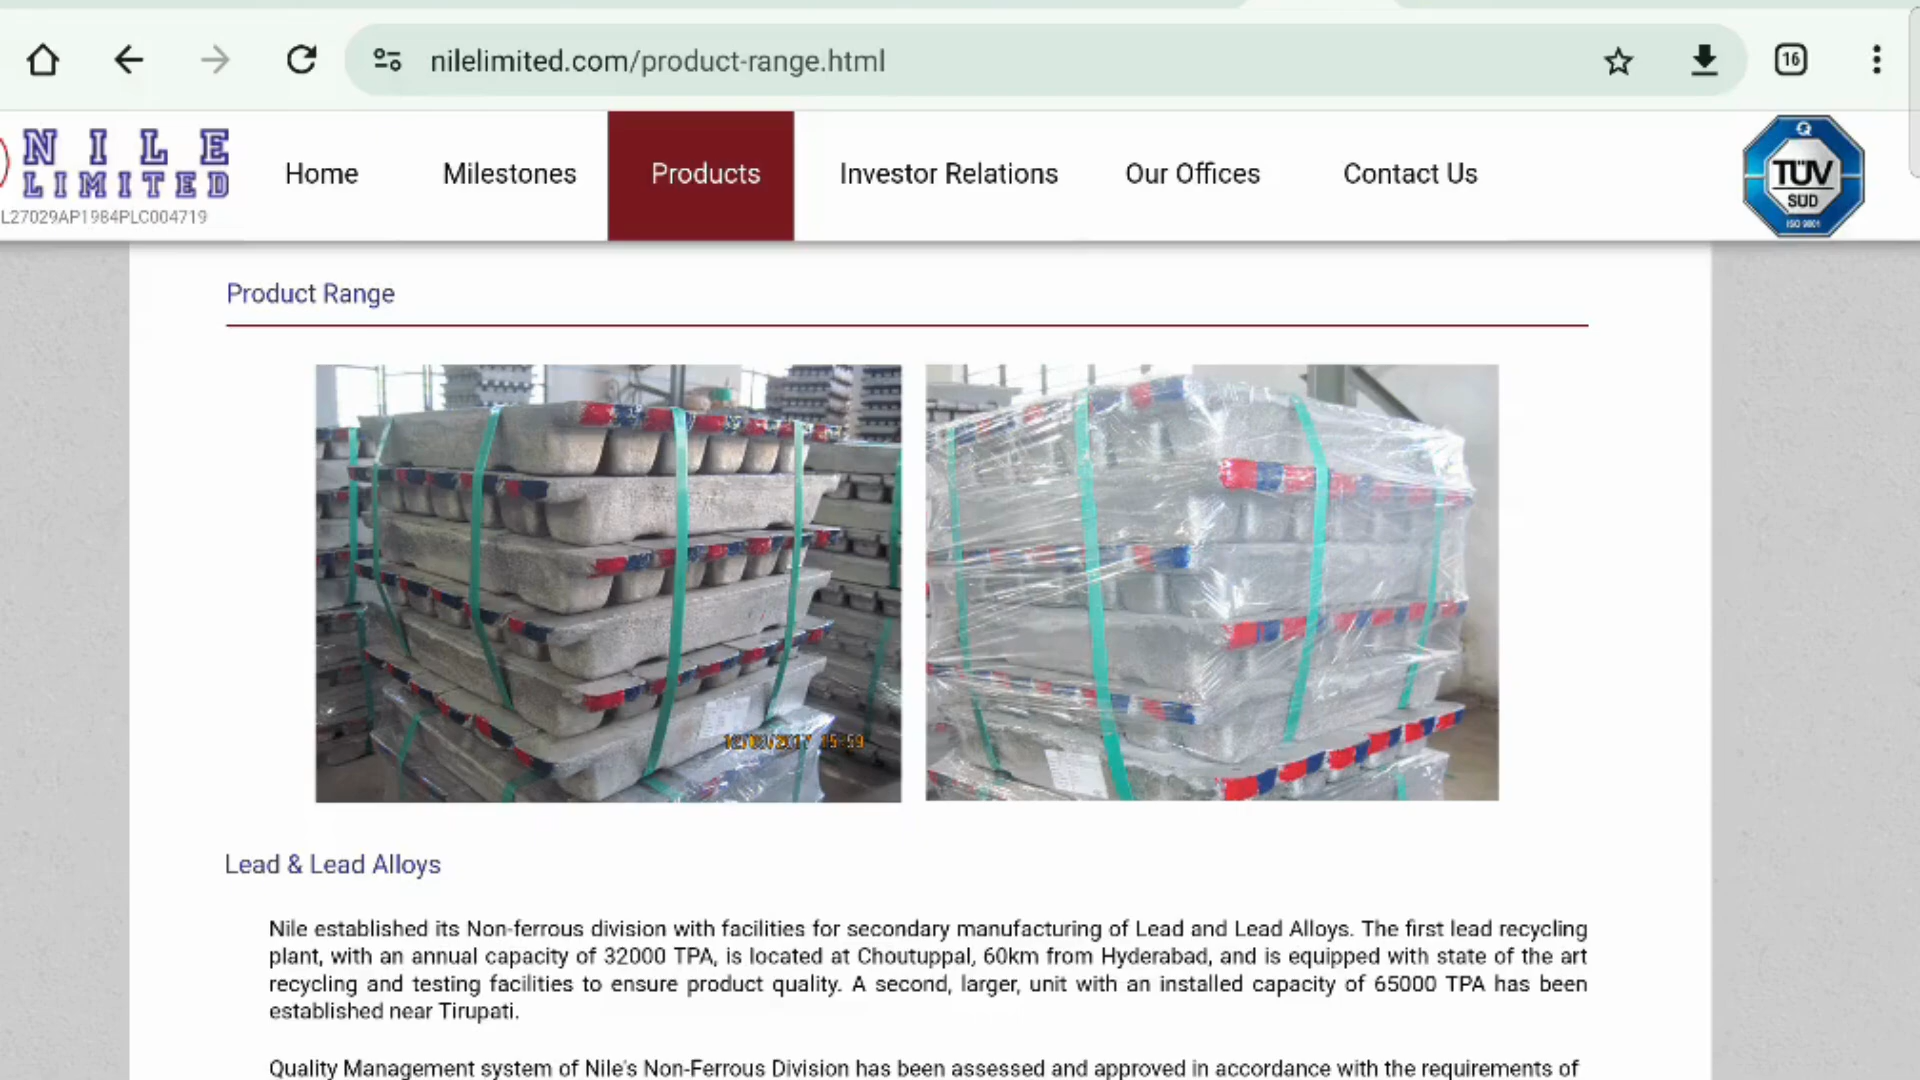 nilelimited.com/product-range.html
16
NILE
LIMITED
L27029AP1984PLC004719
Home
Milestones
Products
Investor Relations
Our Offices
Contact Us
TÜV
SÜD
ISO 9001
Product Range
Lead & Lead Alloys
Nile established its Non-ferrous division with facilities for secondary manufacturing of Lead and Lead Alloys. The first lead recycling
plant, with an annual capacity of 32000 TPA, is located at Choutuppal, 60km from Hyderabad, and is equipped with state of the art
recycling and testing facilities to ensure product quality. A second, larger, unit with an installed capacity of 65000 TPA has been
established near Tirupati.
Quality Management system of Nile's Non-Ferrous Division has been assessed and approved in accordance with the requirements of